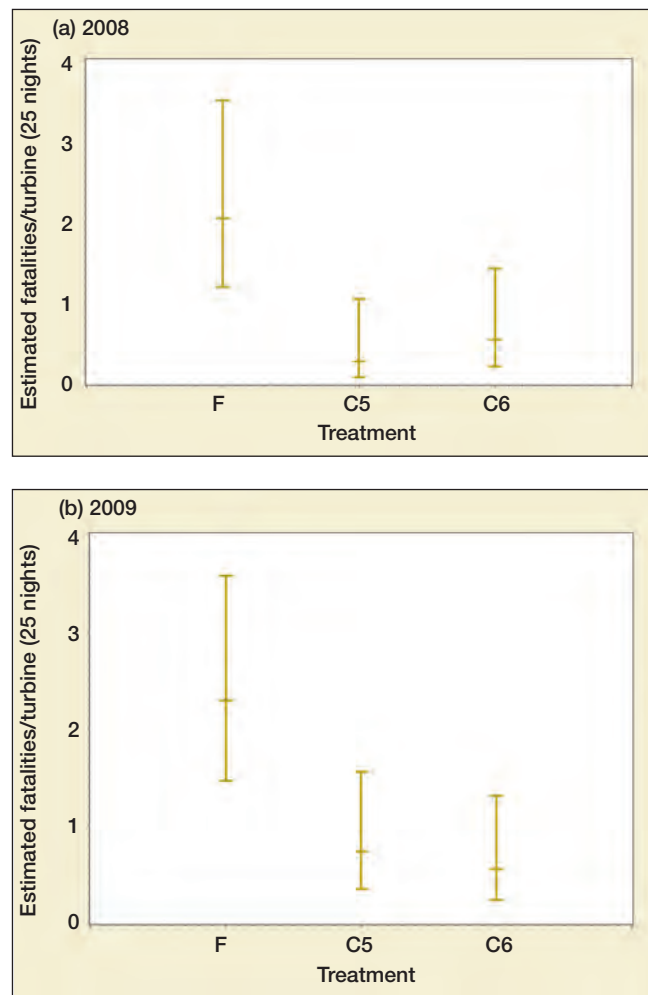 (a) 2008
Estimated fatalities/turbine (25 nights)
4
3
2
1
0
F C5 C6
Treatment
(b) 2009
Estimated fatalities/turbine (25 nights)
4
3
2
1
0
F C5 C6
Treatment